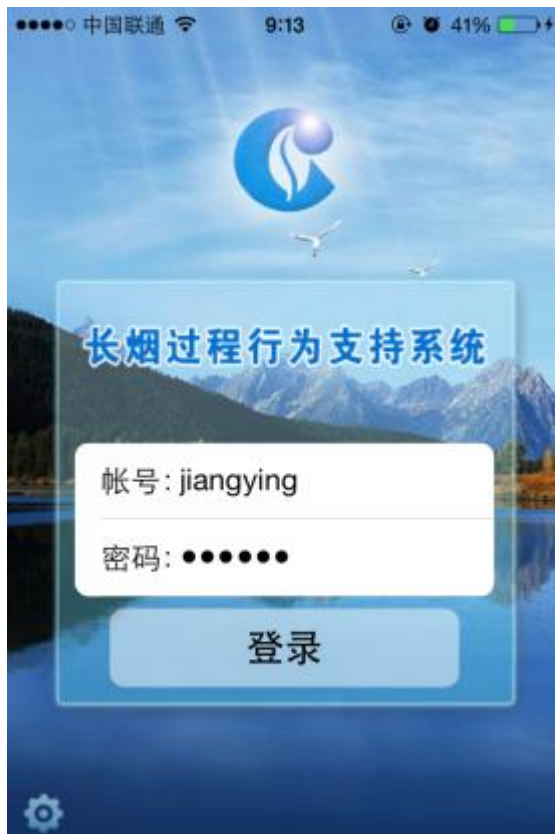 中国联通 9:13 41%
长烟过程行为支持系统
帐号: jiangying
密码: ●●●●●●
登录